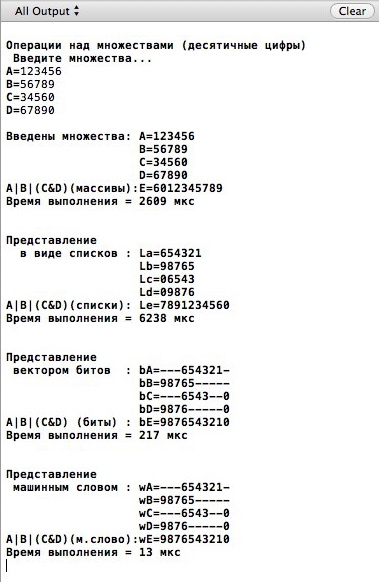 All Output
Clear
Операции над множествами (десятичные цифры)
Введите множества...
A=123456
B=56789
C=34560
D=67890
Введены множества: A=123456
B=56789
C=34560
D=67890
A|B|(C&D)(массивы):E=6012345789
Время выполнения = 2609 мкс
Представление
в виде списков : La=654321
Lb=98765
Lc=06543
Ld=09876
A|B|(C&D)(списки): Le=7891234560
Время выполнения = 6238 мкс
Представление
вектором битов : bA=---654321-
bB=98765-----
bC=---6543--0
bD=9876-----0
A|B|(C&D) (биты) : bE=9876543210
Время выполнения = 217 мкс
Представление
машинным словом : wA=---654321-
wB=98765-----
wC=---6543--0
wD=9876-----0
A|B|(C&D)(м.слово):wE=9876543210
Время выполнения = 13 мкс